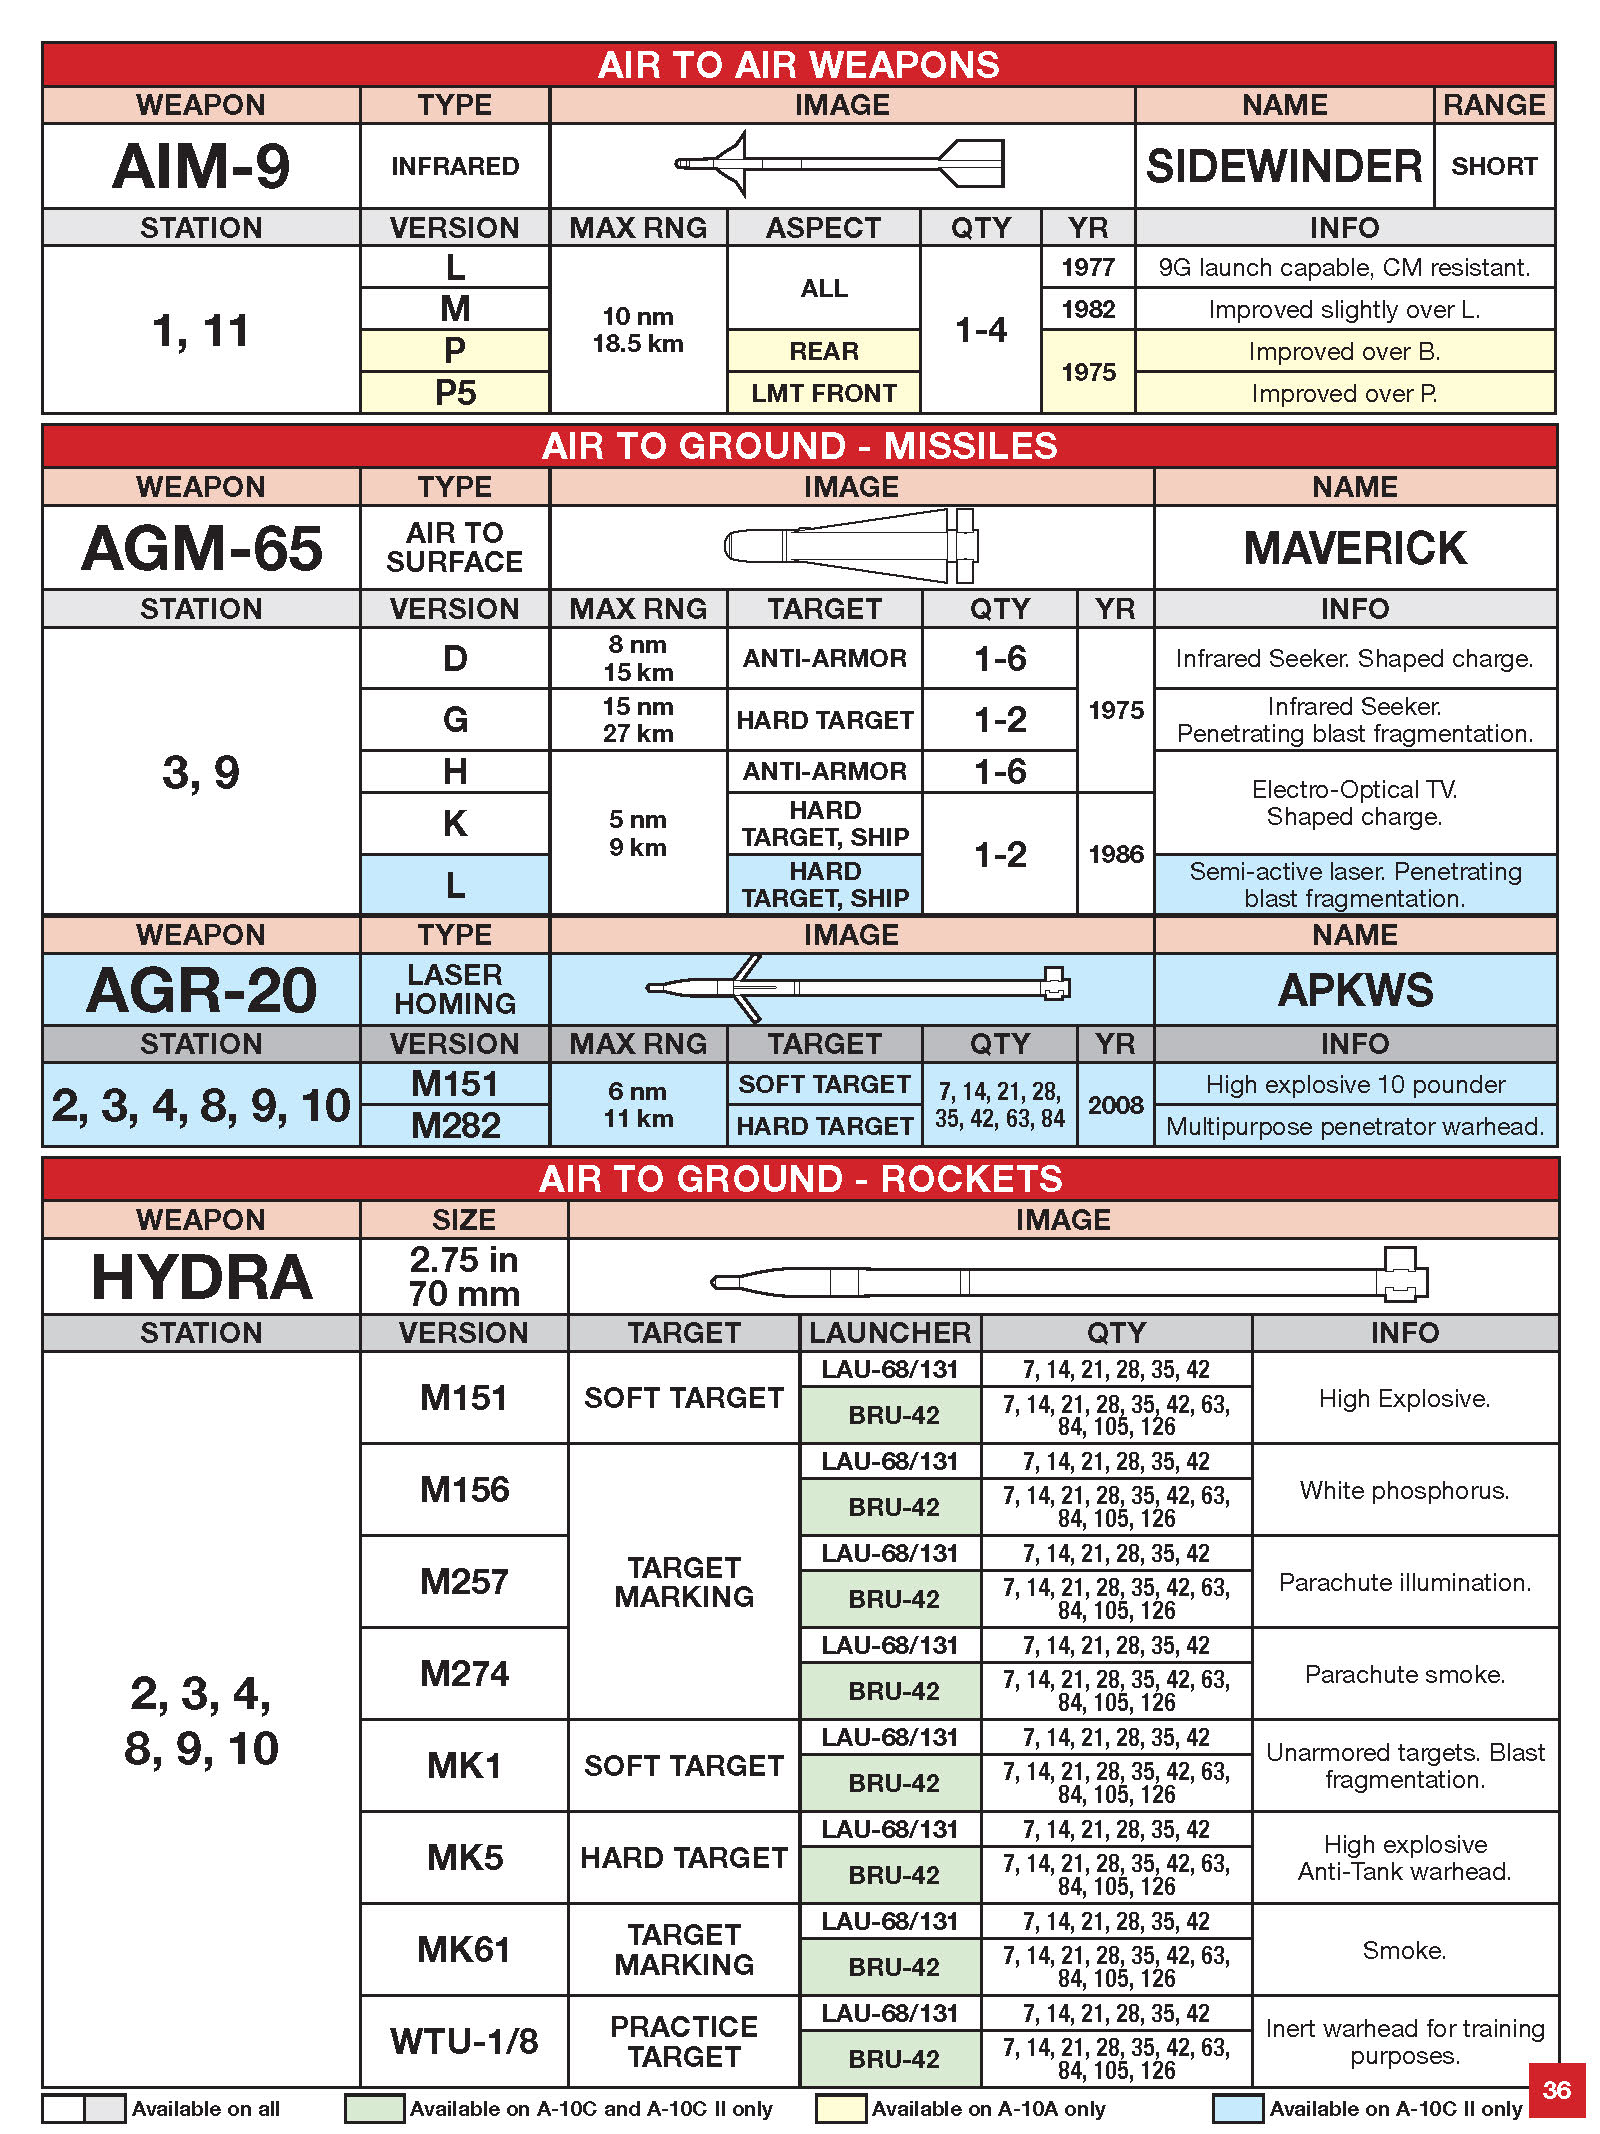 AIR TO AIR WEAPONS
WEAPON TYPE IMAGE NAME RANGE
AIM-9 INFRARED SIDEWINDER SHORT
STATION VERSION MAX RNG ASPECT QTY YR INFO
1, 11
L
M
P
P5
10 nm
18.5 km
ALL
REAR
LMT FRONT
1-4
1977
1982
1975
9G launch capable, CM resistant.
Improved slightly over L.
Improved over B.
Improved over P.
AIR TO GROUND - MISSILES
WEAPON TYPE IMAGE NAME
AGM-65
AIR TO
SURFACE
MAVERICK
STATION VERSION MAX RNG TARGET QTY YR INFO
3, 9
D
8 nm
15 km
ANTI-ARMOR
1-6
1975
Infrared Seeker. Shaped charge.
G
15 nm
27 km
HARD TARGET
1-2
Infrared Seeker.
Penetrating blast fragmentation.
H
5 nm
9 km
ANTI-ARMOR
1-6
Electro-Optical TV.
Shaped charge.
K
HARD
TARGET, SHIP
1-2
1986
L
HARD
TARGET, SHIP
Semi-active laser. Penetrating
blast fragmentation.
WEAPON TYPE IMAGE NAME
AGR-20
LASER
HOMING
APKWS
STATION VERSION MAX RNG TARGET QTY YR INFO
2, 3, 4, 8, 9, 10
M151
M282
6 nm
11 km
SOFT TARGET
HARD TARGET
7, 14, 21, 28,
35, 42, 63, 84
2008
High explosive 10 pounder
Multipurpose penetrator warhead.
AIR TO GROUND - ROCKETS
WEAPON SIZE IMAGE
HYDRA
2.75 in
70 mm
STATION VERSION TARGET LAUNCHER QTY INFO
2, 3, 4,
8, 9, 10
M151
SOFT TARGET
LAU-68/131 7, 14, 21, 28, 35, 42
BRU-42
7, 14, 21, 28, 35, 42, 63,
84, 105, 126
High Explosive.
M156
TARGET
MARKING
LAU-68/131 7, 14, 21, 28, 35, 42
BRU-42
7, 14, 21, 28, 35, 42, 63,
84, 105, 126
White phosphorus.
M257
LAU-68/131 7, 14, 21, 28, 35, 42
BRU-42
7, 14, 21, 28, 35, 42, 63,
84, 105, 126
Parachute illumination.
M274
LAU-68/131 7, 14, 21, 28, 35, 42
BRU-42
7, 14, 21, 28, 35, 42, 63,
84, 105, 126
Parachute smoke.
MK1
SOFT TARGET
LAU-68/131 7, 14, 21, 28, 35, 42
BRU-42
7, 14, 21, 28, 35, 42, 63,
84, 105, 126
Unarmored targets. Blast
fragmentation.
MK5
HARD TARGET
LAU-68/131 7, 14, 21, 28, 35, 42
BRU-42
7, 14, 21, 28, 35, 42, 63,
84, 105, 126
High explosive
Anti-Tank warhead.
MK61
TARGET
MARKING
LAU-68/131 7, 14, 21, 28, 35, 42
BRU-42
7, 14, 21, 28, 35, 42, 63,
84, 105, 126
Smoke.
WTU-1/8
PRACTICE
TARGET
LAU-68/131 7, 14, 21, 28, 35, 42
BRU-42
7, 14, 21, 28, 35, 42, 63,
84, 105, 126
Inert warhead for training
purposes.
36
Available on all Available on A-10C and A-10C II only Available on A-10A only Available on A-10C II only